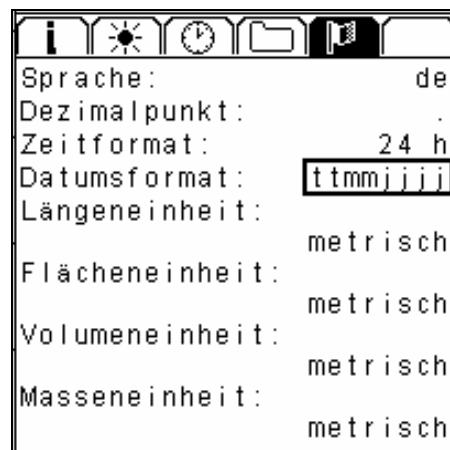 i
Sprache: de
Dezimalpunkt: .
Zeitformat: 24 h
Datumsformat: ttmmjjjj
Längeneinheit:
metrisch
Flächeneinheit:
metrisch
Volumeneinheit:
metrisch
Masseneinheit:
metrisch